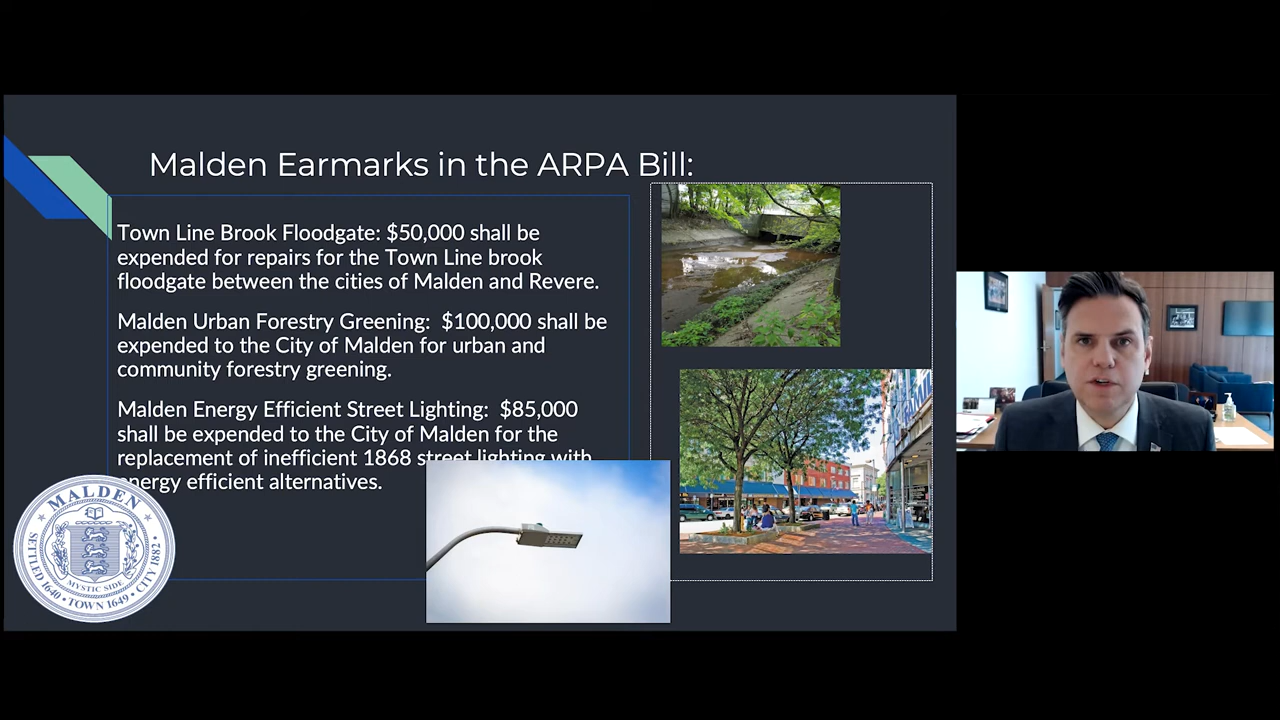 Malden Earmarks in the ARPA Bill:
Town Line Brook Floodgate: $50,000 shall be
expended for repairs for the Town Line brook
floodgate between the cities of Malden and Revere.
Malden Urban Forestry Greening: $100,000 shall be
expended to the City of Malden for urban and
community forestry greening.
Malden Energy Efficient Street Lighting: $85,000
shall be expended to the City of Malden for the
replacement of inefficient 1868 street lighting with
energy efficient alternatives.
MALDEN
MYSTIC SIDE
SETTLED 1640 • TOWN 1649 • CITY 1882